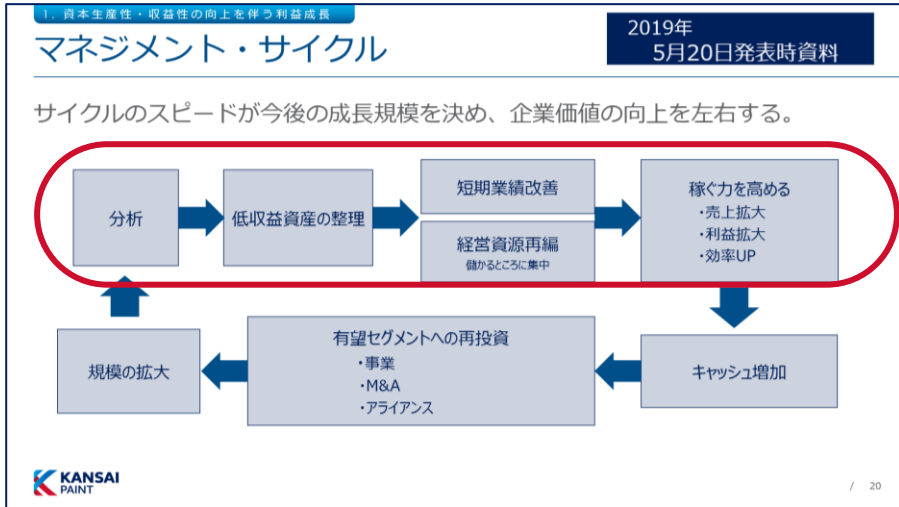 1. 資本生産性・収益性の向上を伴う利益成長
マネジメント・サイクル
2019年
5月20日発表時資料
サイクルのスピードが今後の成長規模を決め、企業価値の向上を左右する。
分析
低収益資産の整理
短期業績改善
経営資源再編
儲かるところに集中
稼ぐ力を高める
・売上拡大
・利益拡大
・効率UP
規模の拡大
有望セグメントへの再投資
・事業
・M&A
・アライアンス
キャッシュ増加
KANSAI
PAINT
/ 20